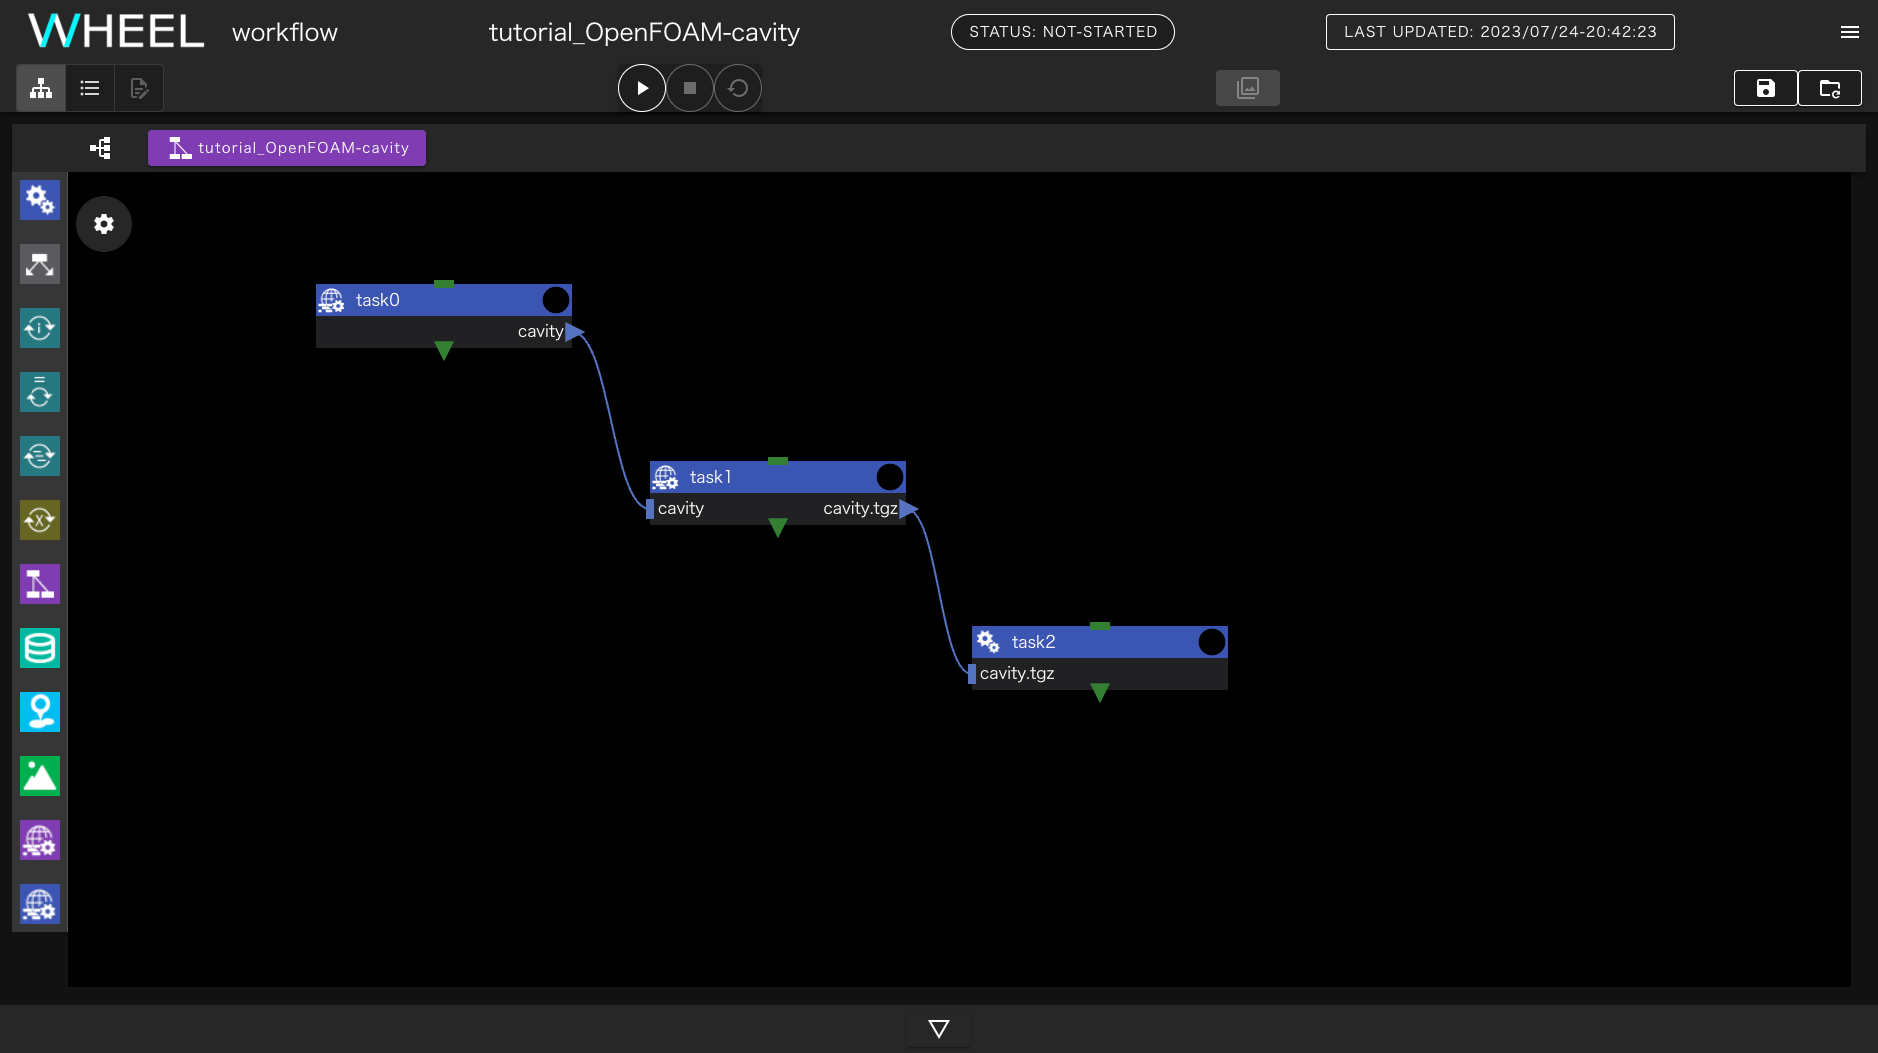 WHEEL workflow tutorial_OpenFOAM-cavity STATUS: NOT-STARTED LAST UPDATED: 2023/07/24-20:42:23
tutorial_OpenFOAM-cavity
task0
cavity
task1
cavity cavity.tgz
task2
cavity.tgz